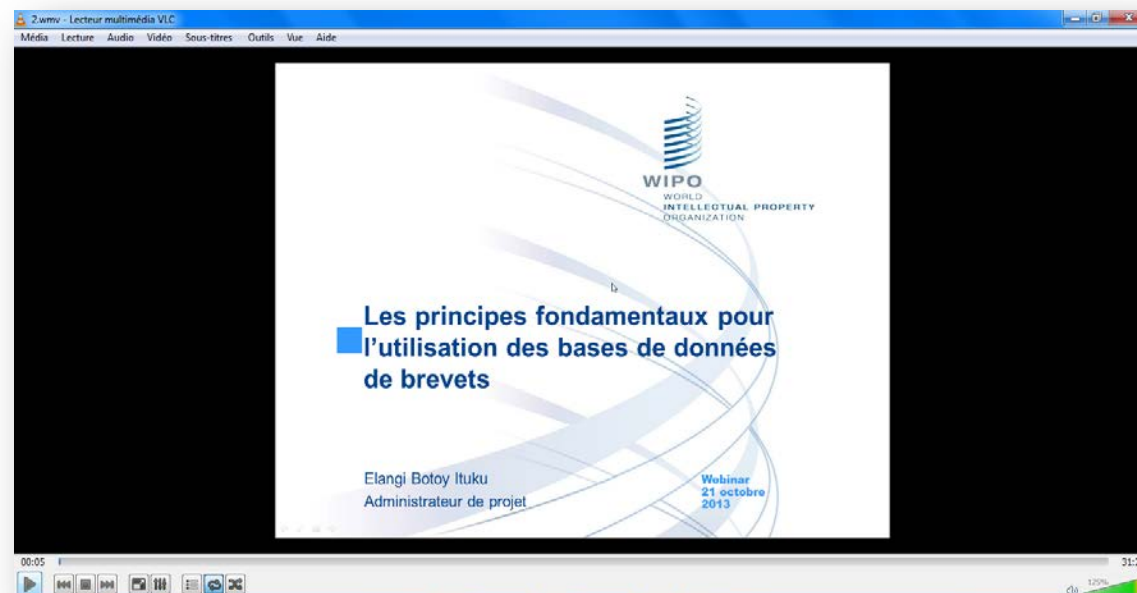 2.wmv - Lecteur multimédia VLC
Média Lecture Audio Vidéo Sous-titres Outils Vue Aide
WIPO
WORLD
INTELLECTUAL PROPERTY
ORGANIZATION
Les principes fondamentaux pour
l'utilisation des bases de données
de brevets
Elangi Botoy Ituku
Administrateur de projet
Webinar
21 octobre
2013
00:05
125%